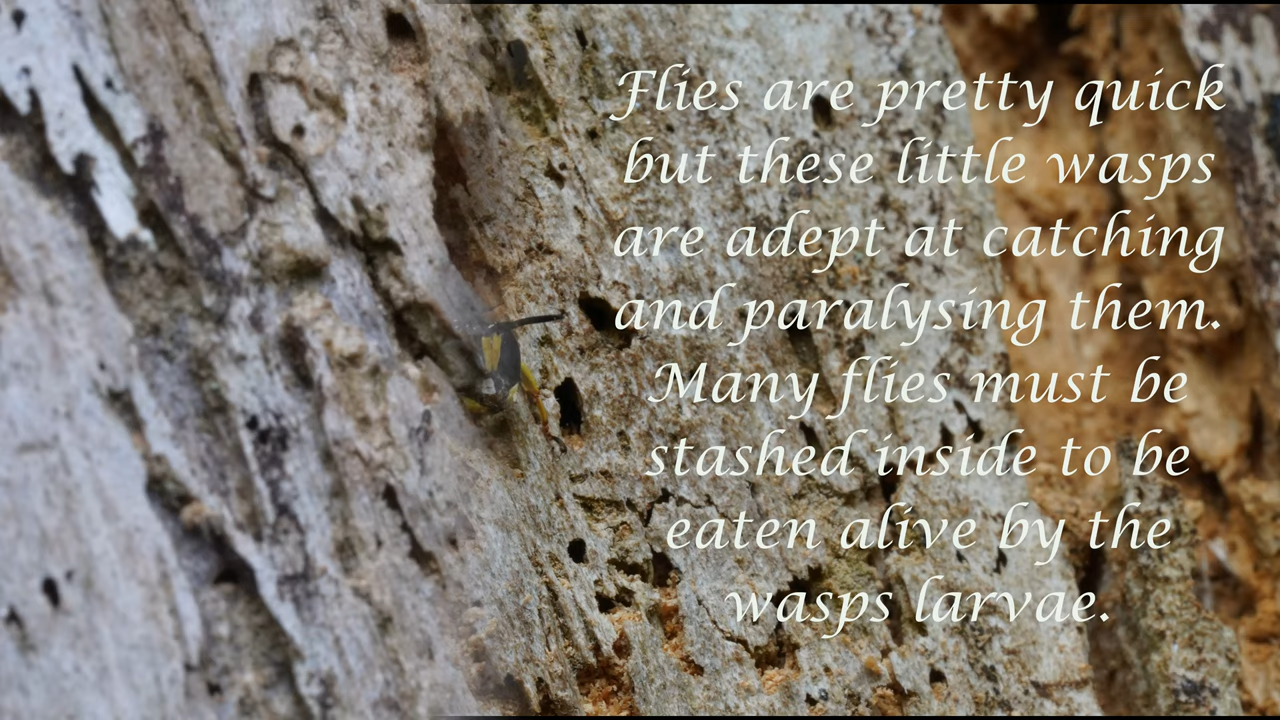 Flies are pretty quick
but these little wasps
are adept at catching
and paralysing them.
Many flies must be
stashed inside to be
eaten alive by the
wasps larvae.